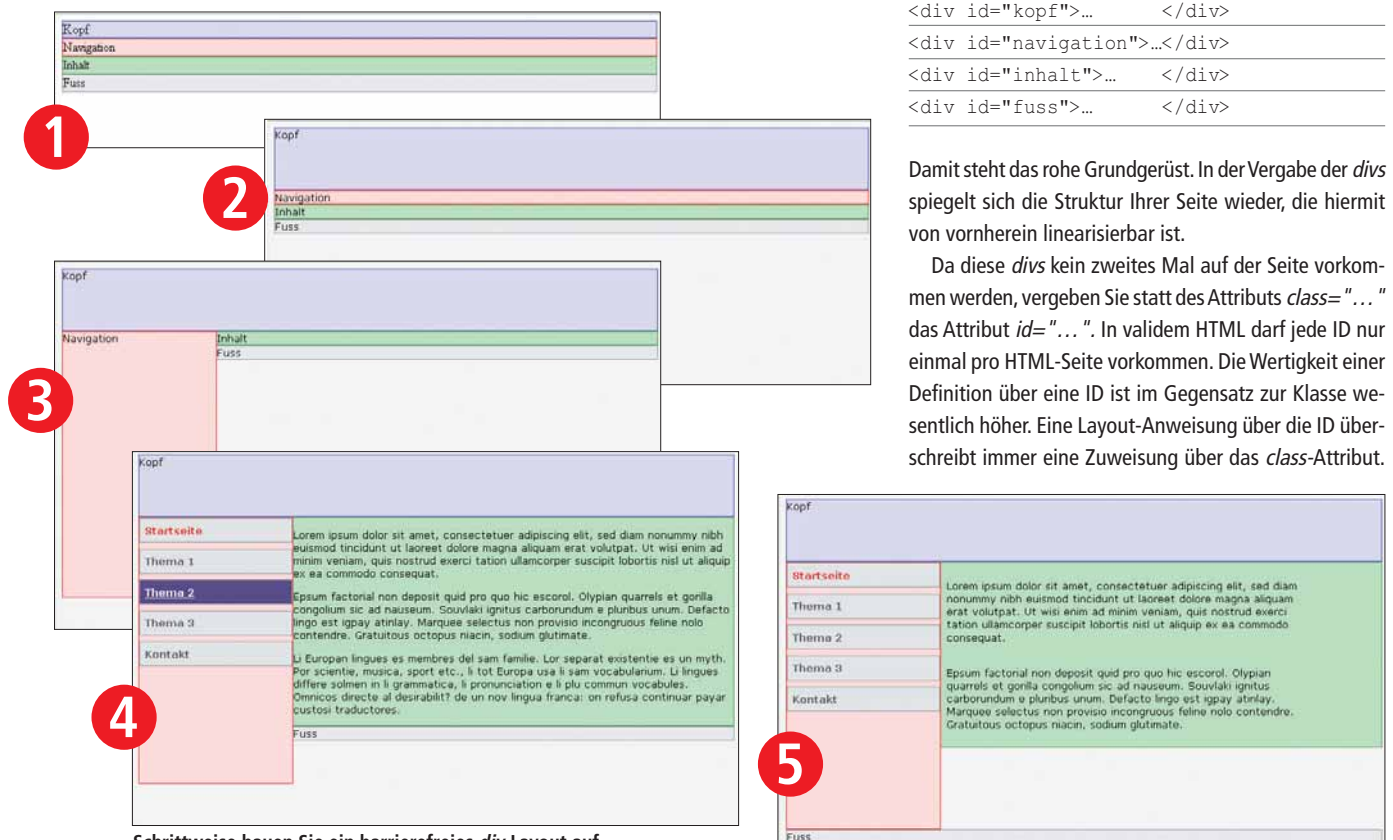 Kopf
Navigation
Inhalt
Fuss
1
Kopf
Navigation
Inhalt
Fuss
2
Kopf
Navigation
Inhalt
Fuss
3
Kopf
Startseite
Thema 1
Thema 2
Thema 3
Kontakt
Lorem ipsum dolor sit amet, consectetuer adipiscing elit, sed diam nonummy nibh
euismod tincidunt ut laoreet dolore magna aliquam erat volutpat. Ut wisi enim ad
minim veniam, quis nostrud exerci tation ullamcorper suscipit lobortis nisl ut aliquip
ex ea commodo consequat.
Epsum factorial non deposit quid pro quo hic escorol. Olypian quarrels et gorilla
congolium sic ad nauseum. Souvlaki ignitus carborundum e pluribus unum. Defacto
lingo est igpay atinlay. Marquee selectus non provisio incongruous feline nolo
contendre. Gratuitous octopus niacin, sodium glutimate.
Li Europan lingues es membres del sam familie. Lor separat existentie es un myth.
Por scientie, musica, sport etc., li tot Europa usa li sam vocabularium. Li lingues
differe solmen in li grammatica, li pronunciation e li plu commun vocabules.
Omnicos directe al desirabilit? de un nov lingua franca: on refusa continuar payar
custosi traductores.
Fuss
4
Schrittweise bauen Sie ein barrierefreies div-Layout auf
<div id="kopf">… </div>
<div id="navigation">…</div>
<div id="inhalt">… </div>
<div id="fuss">… </div>
Damit steht das rohe Grundgerüst. In der Vergabe der divs
spiegelt sich die Struktur Ihrer Seite wieder, die hiermit
von vornherein linearisierbar ist.
Da diese divs kein zweites Mal auf der Seite vorkom-
men werden, vergeben Sie statt des Attributs class="..."
das Attribut id="...". In validem HTML darf jede ID nur
einmal pro HTML-Seite vorkommen. Die Wertigkeit einer
Definition über eine ID ist im Gegensatz zur Klasse we-
sentlich höher. Eine Layout-Anweisung über die ID über-
schreibt immer eine Zuweisung über das class-Attribut.
Kopf
Startseite
Thema 1
Thema 2
Thema 3
Kontakt
Lorem ipsum dolor sit amet, consectetuer adipiscing elit, sed diam
nonummy nibh euismod tincidunt ut laoreet dolore magna aliquam
erat volutpat. Ut wisi enim ad minim veniam, quis nostrud exerci
tation ullamcorper suscipit lobortis nisl ut aliquip ex ea commodo
consequat.
Epsum factorial non deposit quid pro quo hic escorol. Olypian
quarrels et gorilla congolium sic ad nauseum. Souvlaki ignitus
carborundum e pluribus unum. Defacto lingo est igpay atinlay.
Marquee selectus non provisio incongruous feline nolo contendre.
Gratuitous octopus niacin, sodium glutimate.
5
Fuss